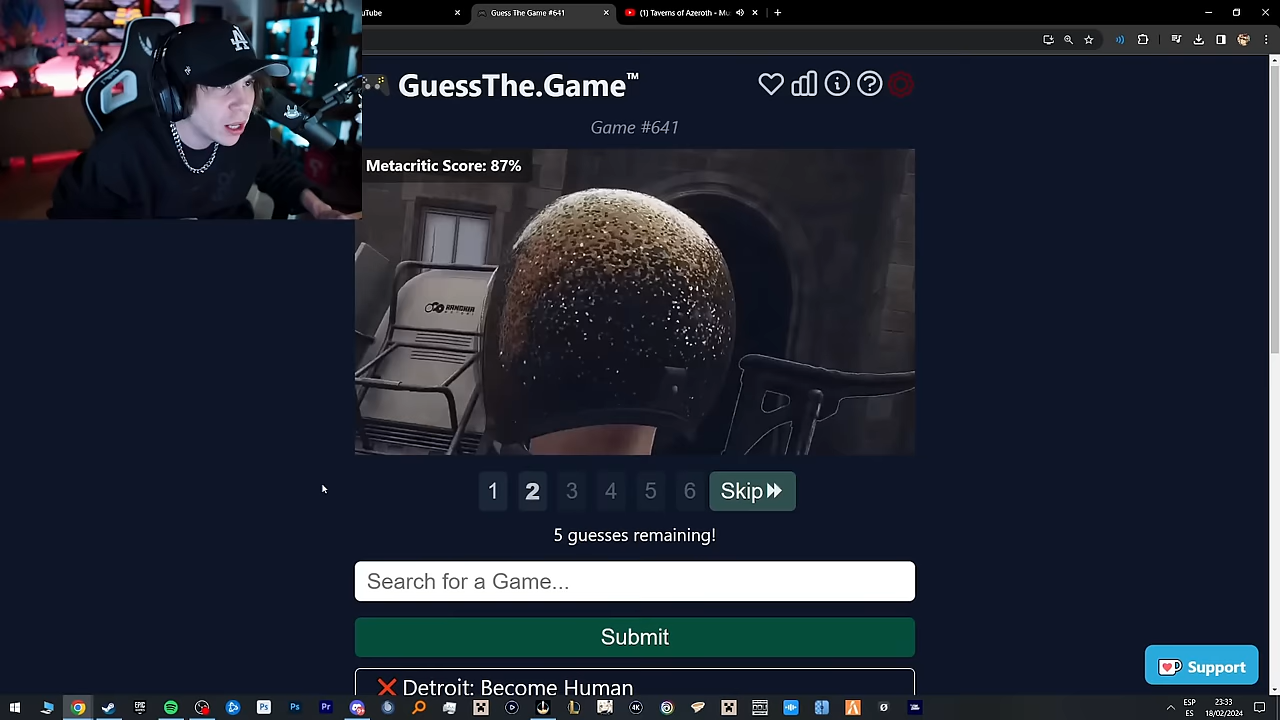 uTube
Guess The Game #641
(1) Taverns of Azeroth - Mu
GuessThe.Game™
Game #641
Metacritic Score: 87%
1 2 3 4 5 6 Skip
5 guesses remaining!
Search for a Game...
Submit
❌ Detroit: Become Human
Support
ESP
ES
23:33
18/02/2024